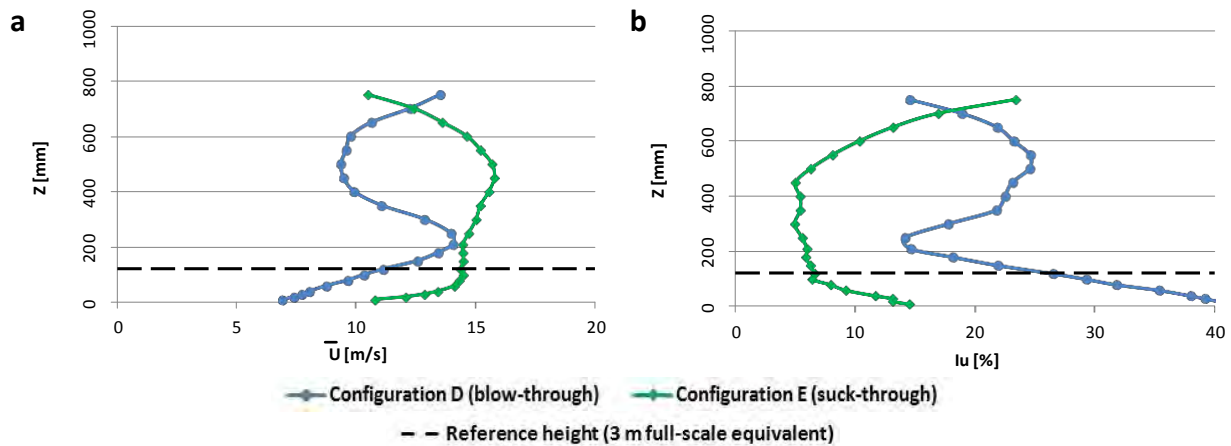 a
1000
800
600
400
200
0
Z [mm]
0 5 10 15 20
U̅ [m/s]
b
1000
800
600
400
200
0
Z [mm]
0 10 20 30 40
Iu [%]
Configuration D (blow-through) Configuration E (suck-through)
Reference height (3 m full-scale equivalent)